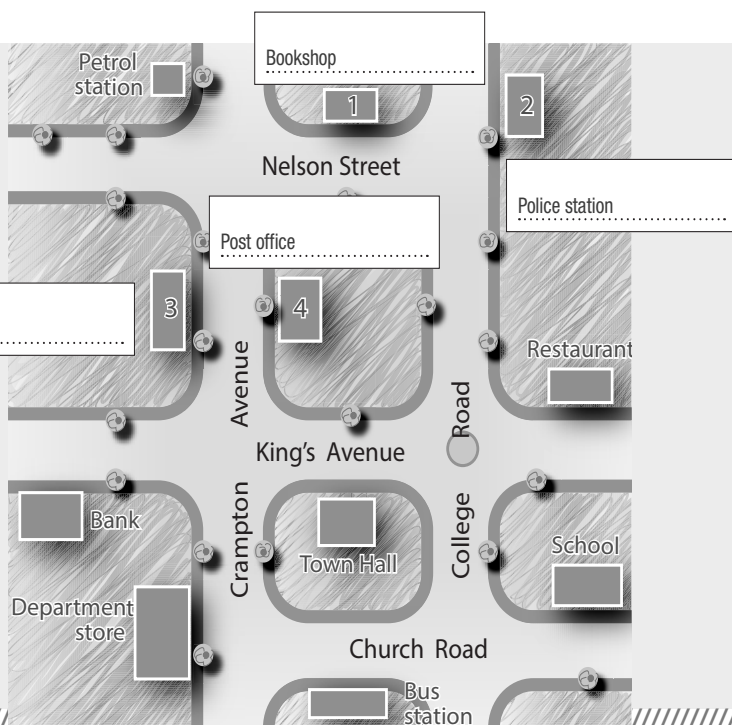 Bookshop
Petrol
station
1
2
Nelson Street
Police station
Post office
3
4
Restaurant
Avenue
Road
King's Avenue
Bank
Crampton
Town Hall
College
School
Department
store
Church Road
Bus
station